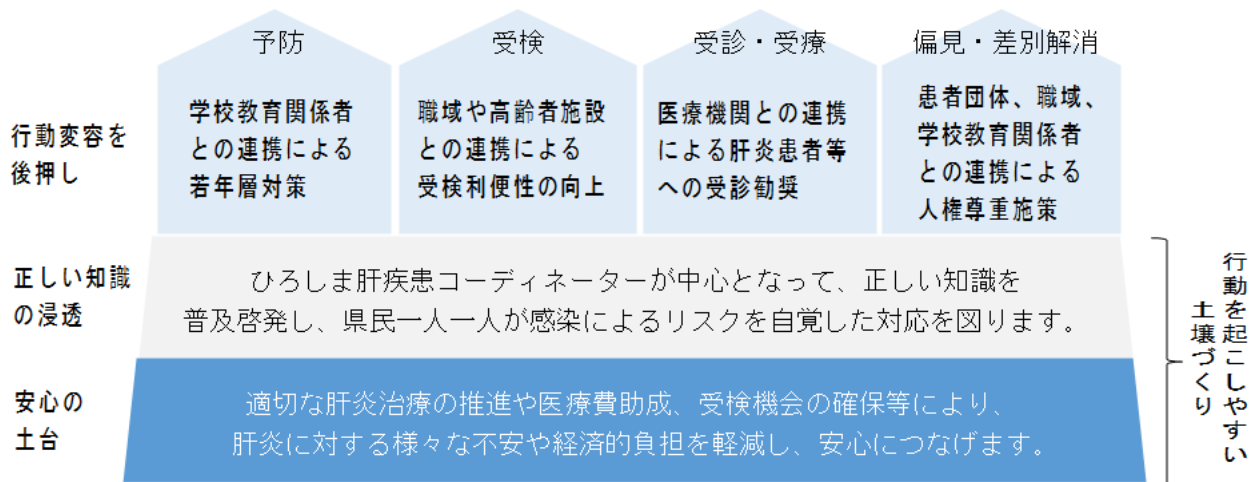 予防
受検
受診・受療
偏見・差別解消
行動変容を
後押し
学校教育関係者
との連携による
若年層対策
職域や高齢者施設
との連携による
受検利便性の向上
医療機関との連携
による肝炎患者等
への受診勧奨
患者団体、職域、
学校教育関係者
との連携による
人権尊重施策
正しい知識
の浸透
ひろしま肝疾患コーディネーターが中心となって、正しい知識を
普及啓発し、県民一人一人が感染によるリスクを自覚した対応を図ります。
安心の
土台
適切な肝炎治療の推進や医療費助成、受検機会の確保等により、
肝炎に対する様々な不安や経済的負担を軽減し、安心につなげます。
行動を起こしやすい
土壌づくり